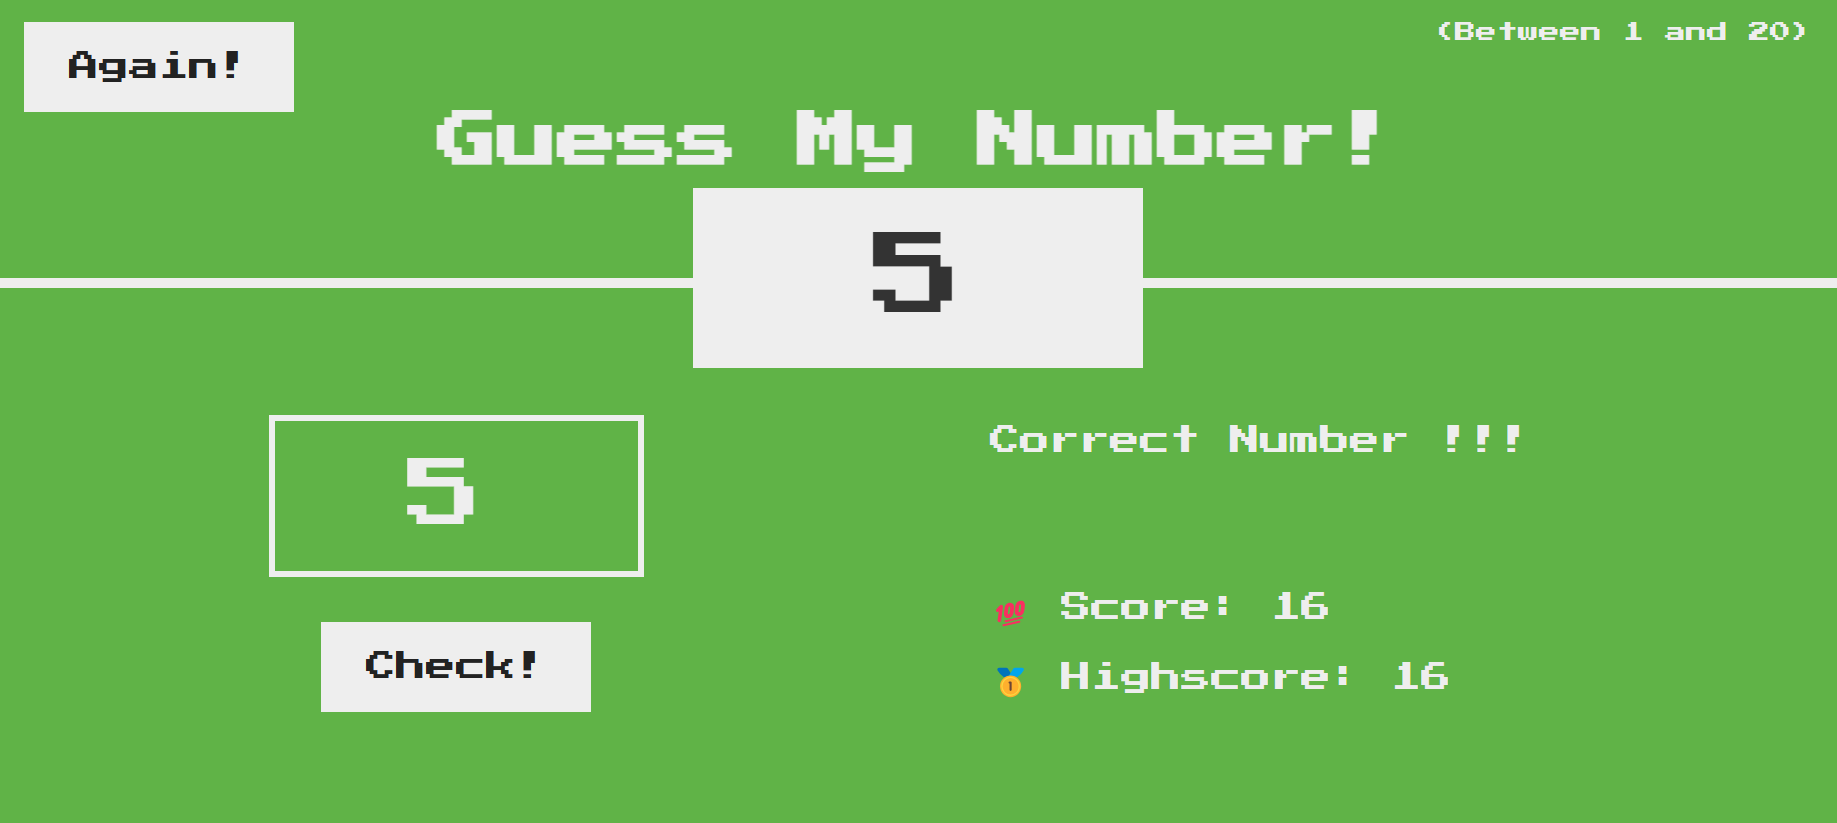 Again!
(Between 1 and 20)
Guess My Number!
5
5
Correct Number !!!
Check!
💯 Score: 16
🥇 Highscore: 16